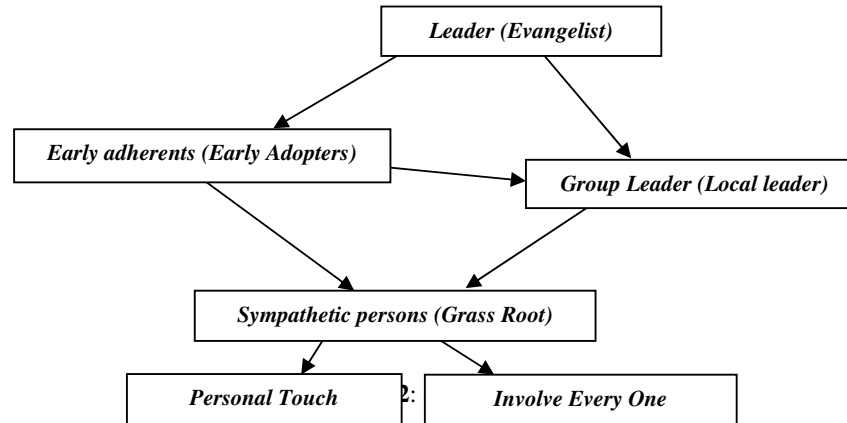 Leader (Evangelist)
Early adherents (Early Adopters)
Group Leader (Local leader)
Sympathetic persons (Grass Root)
Personal Touch
2:
Involve Every One